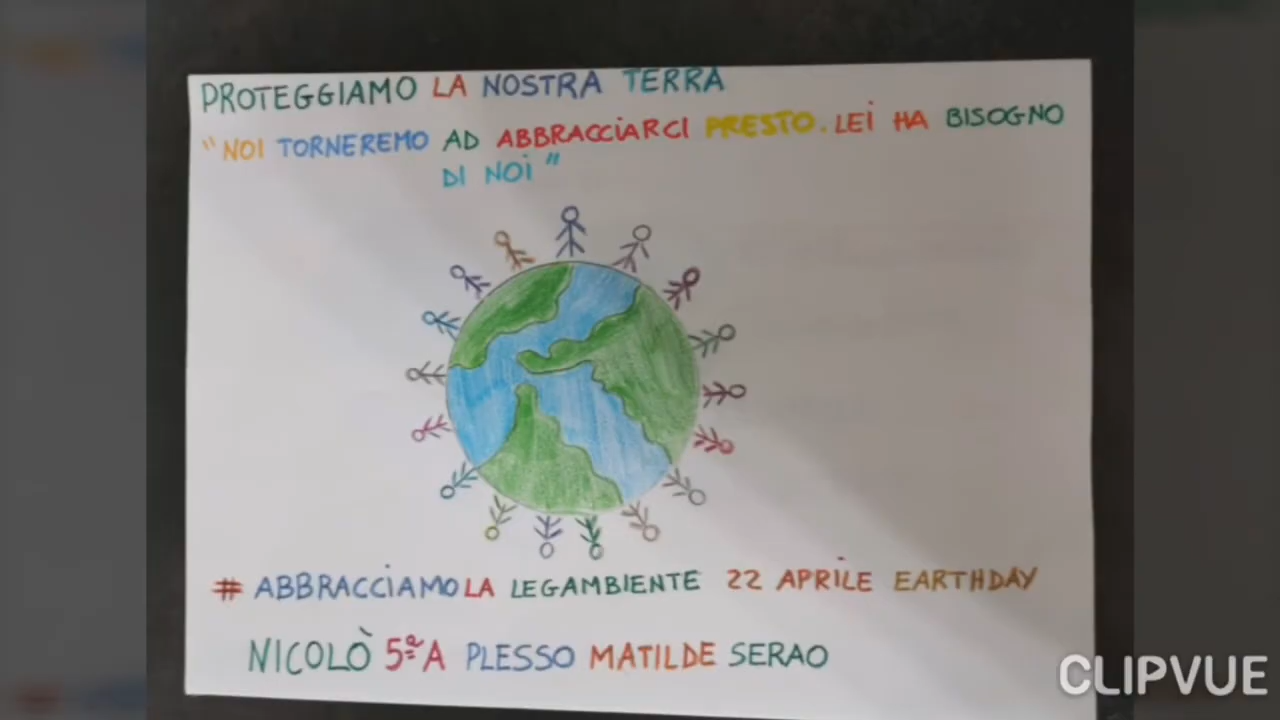 PROTEGGIAMO LA NOSTRA TERRA
"NOI TORNEREMO AD ABBRACCIARCI PRESTO. LEI HA BISOGNO
DI NOI"
# ABBRACCIAMO LA LEGAMBIENTE 22 APRILE EARTHDAY
NICOLÒ 5ª A PLESSO MATILDE SERAO
CLIPVUE